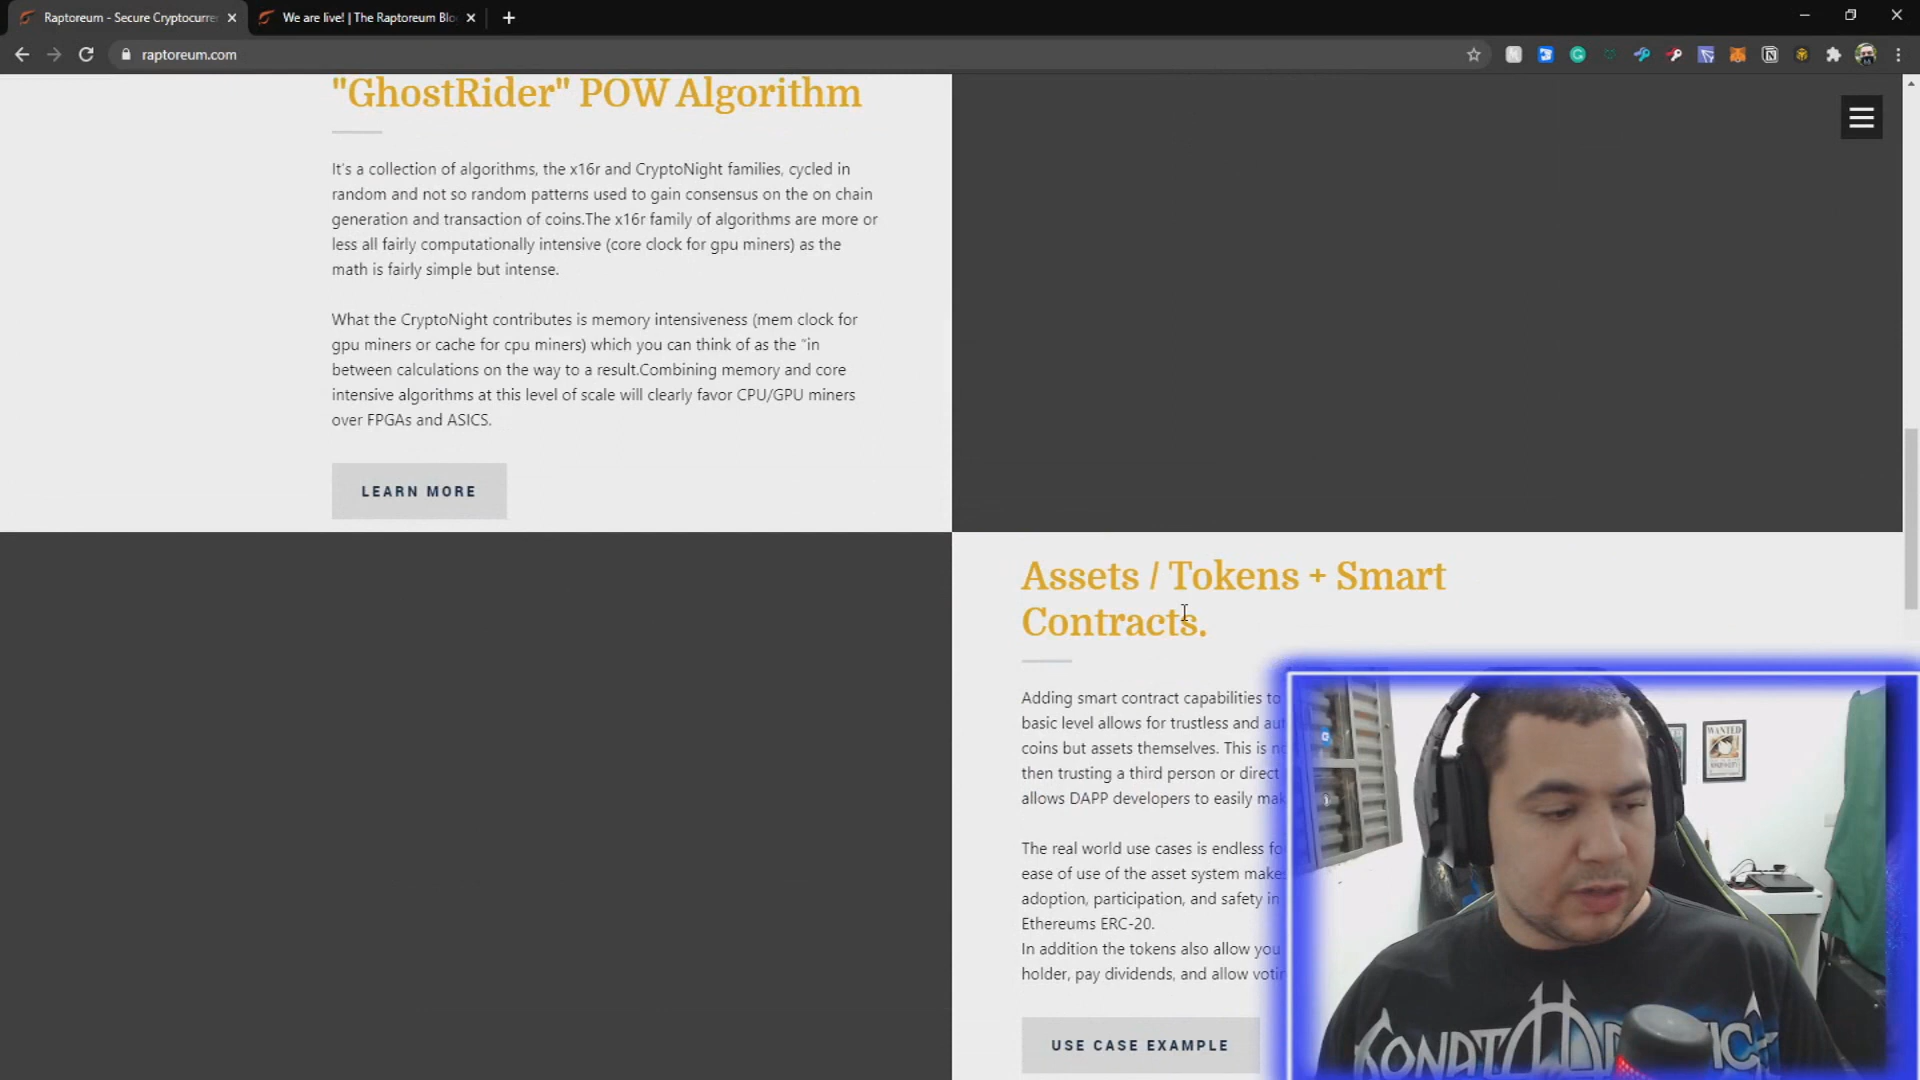 Raptoreum - Secure Cryptocurre
We are live! | The Raptoreum Blo
raptoreum.com
"GhostRider" POW Algorithm
It's a collection of algorithms, the x16r and CryptoNight families, cycled in
random and not so random patterns used to gain consensus on the on chain
generation and transaction of coins.The x16r family of algorithms are more or
less all fairly computationally intensive (core clock for gpu miners) as the
math is fairly simple but intense.
What the CryptoNight contributes is memory intensiveness (mem clock for
gpu miners or cache for cpu miners) which you can think of as the "in
between calculations on the way to a result.Combining memory and core
intensive algorithms at this level of scale will clearly favor CPU/GPU miners
over FPGAs and ASICS.
LEARN MORE
Assets / Tokens + Smart
Contracts.
Adding smart contract capabilities to
basic level allows for trustless and au
coins but assets themselves. This is n
then trusting a third person or direct
allows DAPP developers to easily mak
The real world use cases is endless fo
ease of use of the asset system make
adoption, participation, and safety in
Ethereums ERC-20.
In addition the tokens also allow you
holder, pay dividends, and allow voti
USE CASE EXAMPLE
WANTED